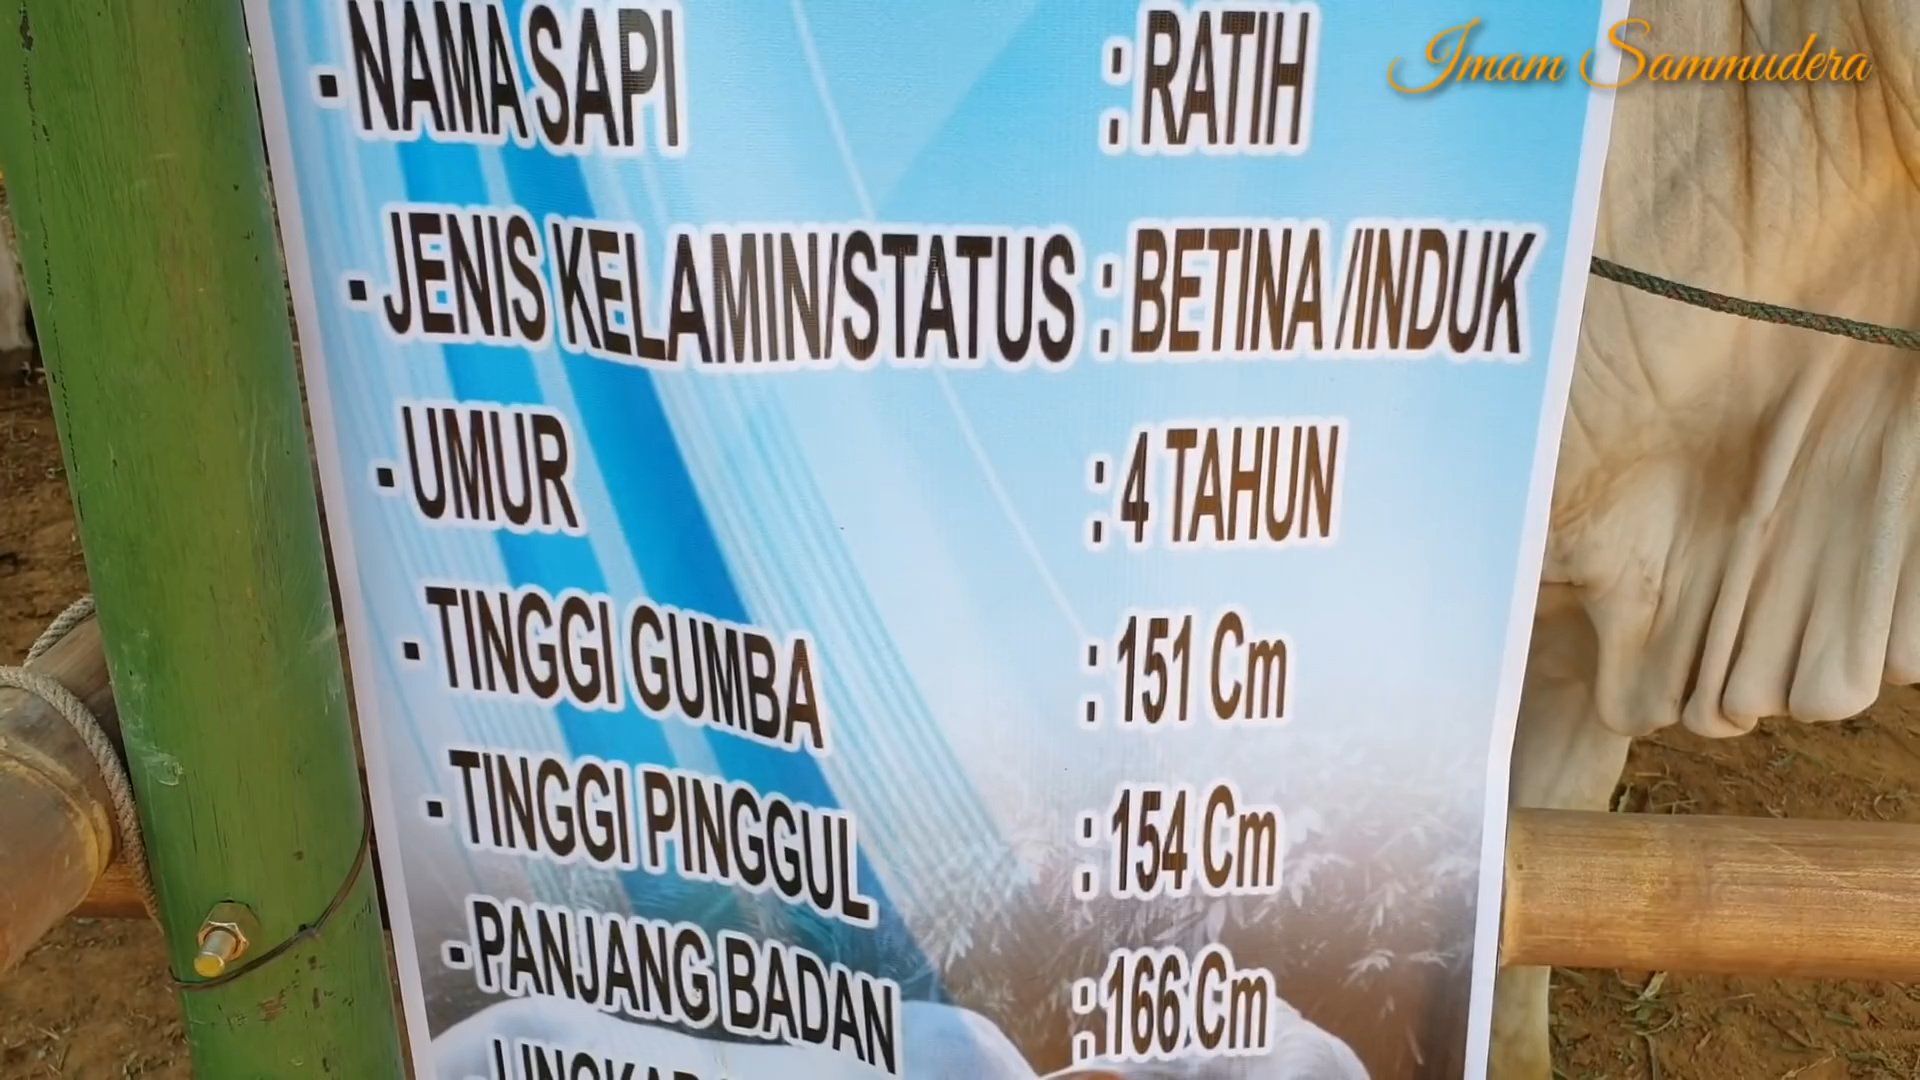 Imam Sammudera
- NAMA SAPI : RATIH
- JENIS KELAMIN/STATUS : BETINA /INDUK
- UMUR : 4 TAHUN
- TINGGI GUMBA : 151 Cm
- TINGGI PINGGUL : 154 Cm
- PANJANG BADAN : 166 Cm